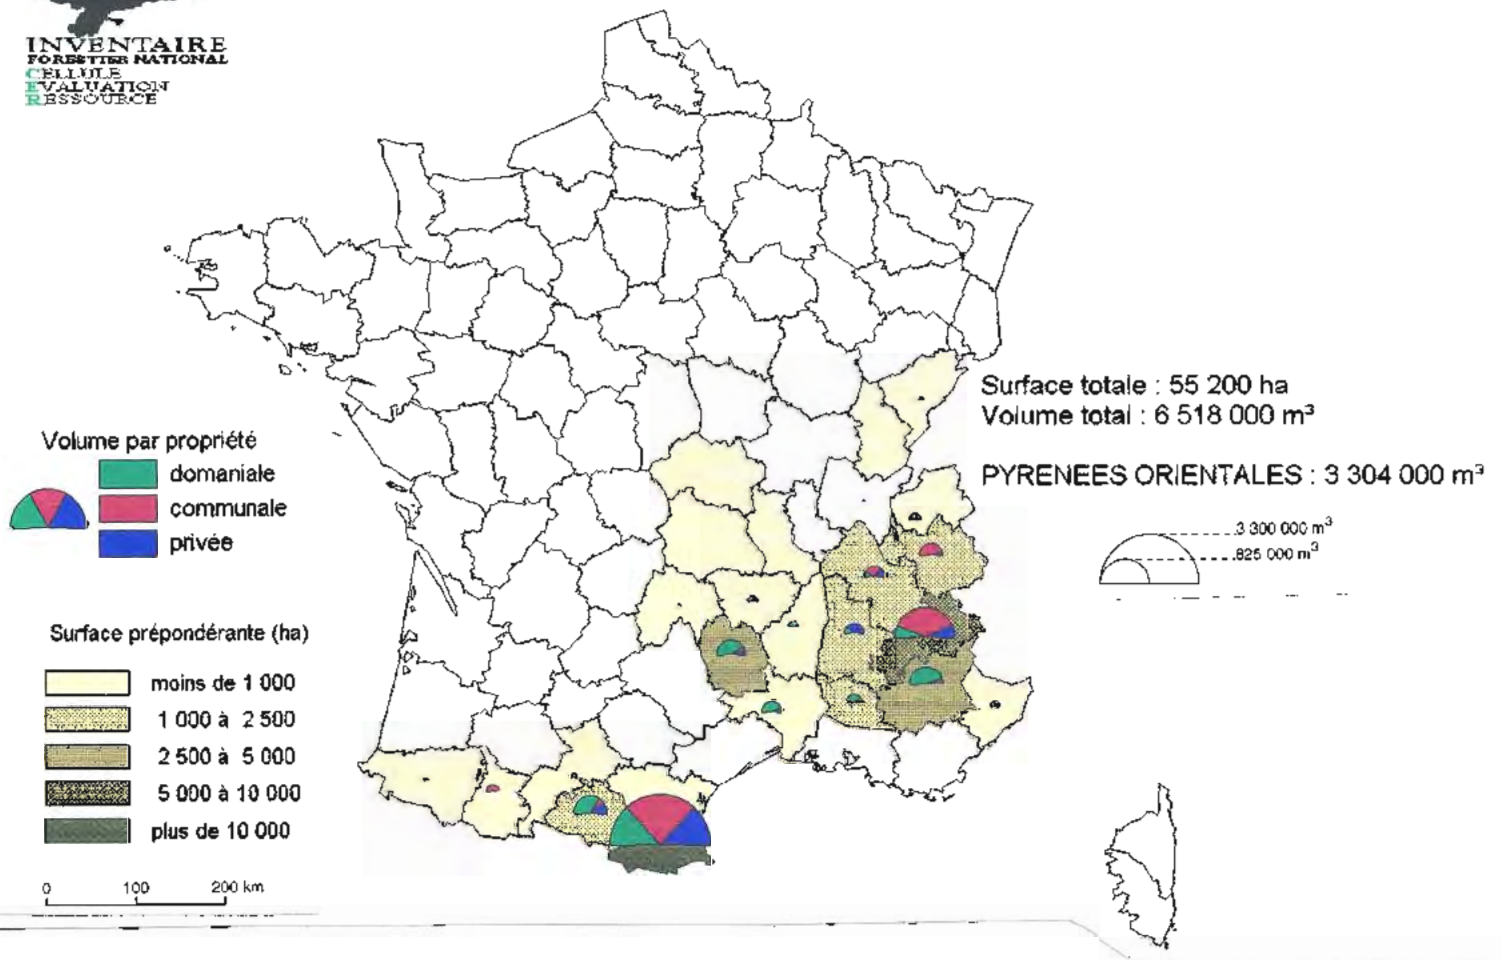 INVENTAIRE
FORESTIER NATIONAL
CELLULE
EVALUATION
RESSOURCE
Surface totale : 55 200 ha
Volume total : 6 518 000 m³
PYRENEES ORIENTALES : 3 304 000 m³
3 300 000 m³
825 000 m³
Volume par propriété
domaniale
communale
privée
Surface prépondérante (ha)
moins de 1 000
1 000 à 2 500
2 500 à 5 000
5 000 à 10 000
plus de 10 000
0 100 200 km